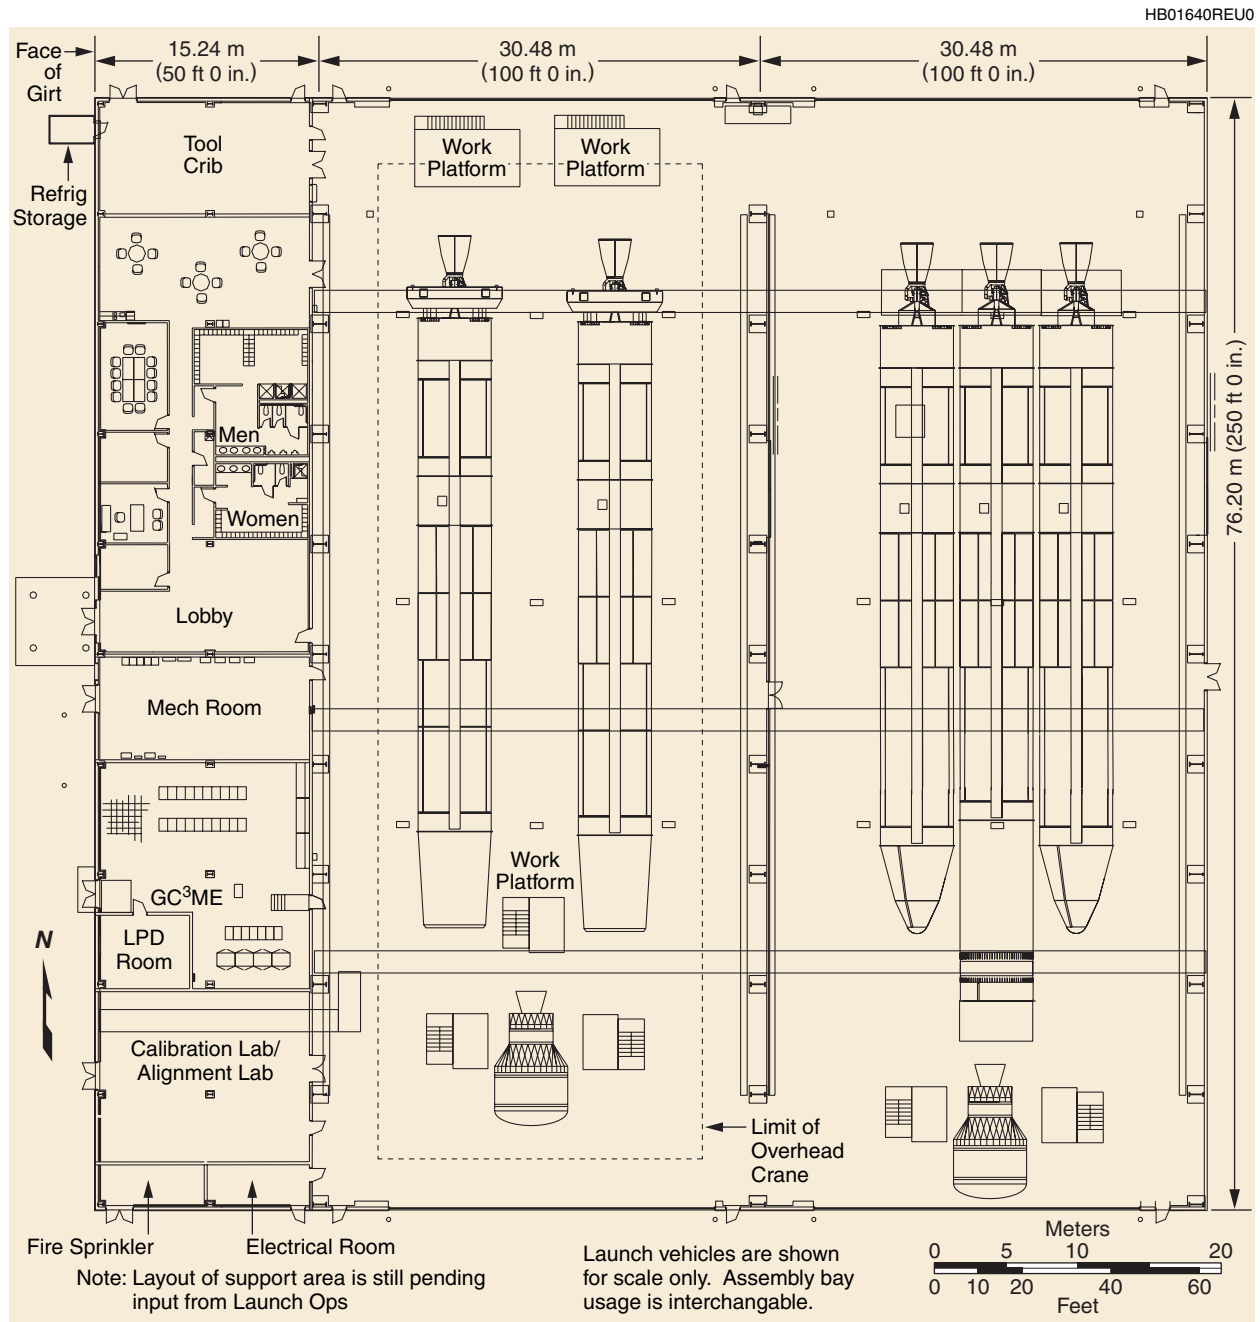 HB01640REU0
Face
of
Girt
15.24 m
(50 ft 0 in.)
30.48 m
(100 ft 0 in.)
30.48 m
(100 ft 0 in.)
Tool
Crib
Work
Platform
Work
Platform
Refrig
Storage
76.20 m (250 ft 0 in.)
Men
Women
Lobby
Mech Room
Work
Platform
GC³ME
LPD
Room
N
Calibration Lab/
Alignment Lab
Limit of
Overhead
Crane
Fire Sprinkler
Electrical Room
Note: Layout of support area is still pending
input from Launch Ops
Launch vehicles are shown
for scale only. Assembly bay
usage is interchangable.
Meters
0 5 10 20
0 10 20 40 60
Feet